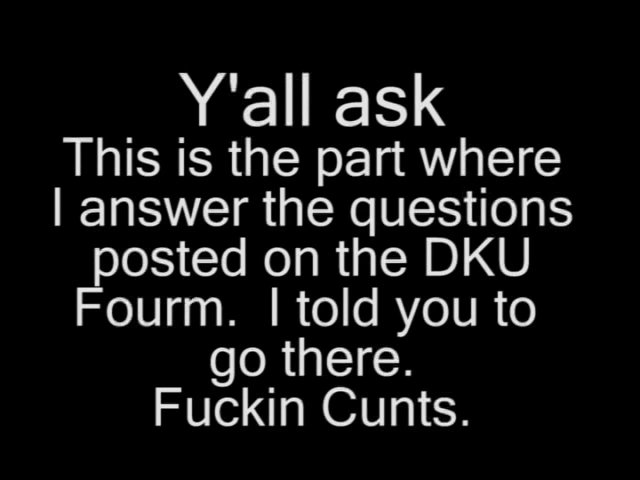 Y'all ask
This is the part where
I answer the questions
posted on the DKU
Fourm.  I told you to
go there.
Fuckin Cunts.